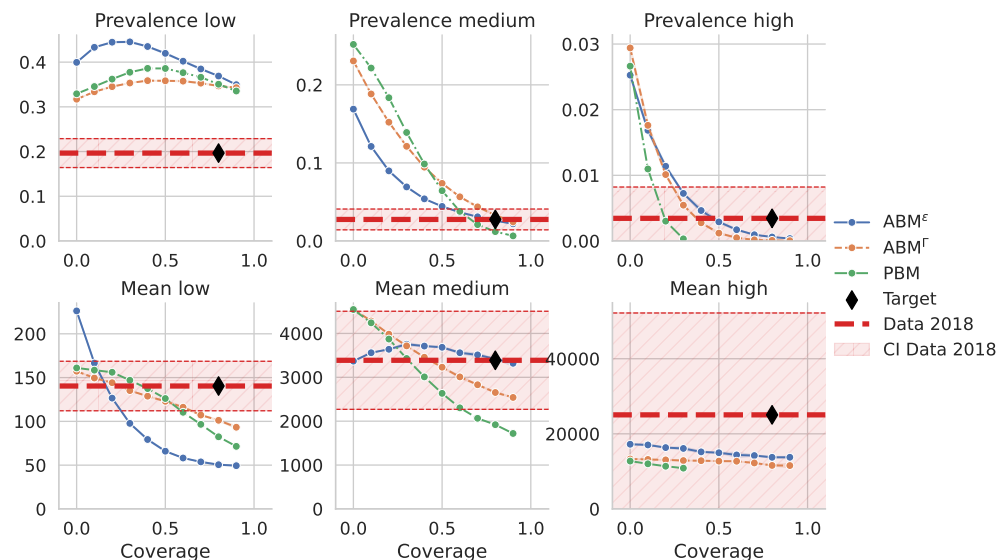 Prevalence low
Prevalence medium
Prevalence high
0.4
0.3
0.2
0.1
0.0
0.2
0.1
0.0
0.03
0.02
0.01
0.00
0.0 0.5 1.0
0.0 0.5 1.0
0.0 0.5 1.0
Mean low
Mean medium
Mean high
200
150
100
50
0
4000
3000
2000
1000
0
40000
20000
0
0.0 0.5 1.0
0.0 0.5 1.0
0.0 0.5 1.0
Coverage
Coverage
Coverage
ABM^ε
ABM^Γ
PBM
Target
Data 2018
CI Data 2018